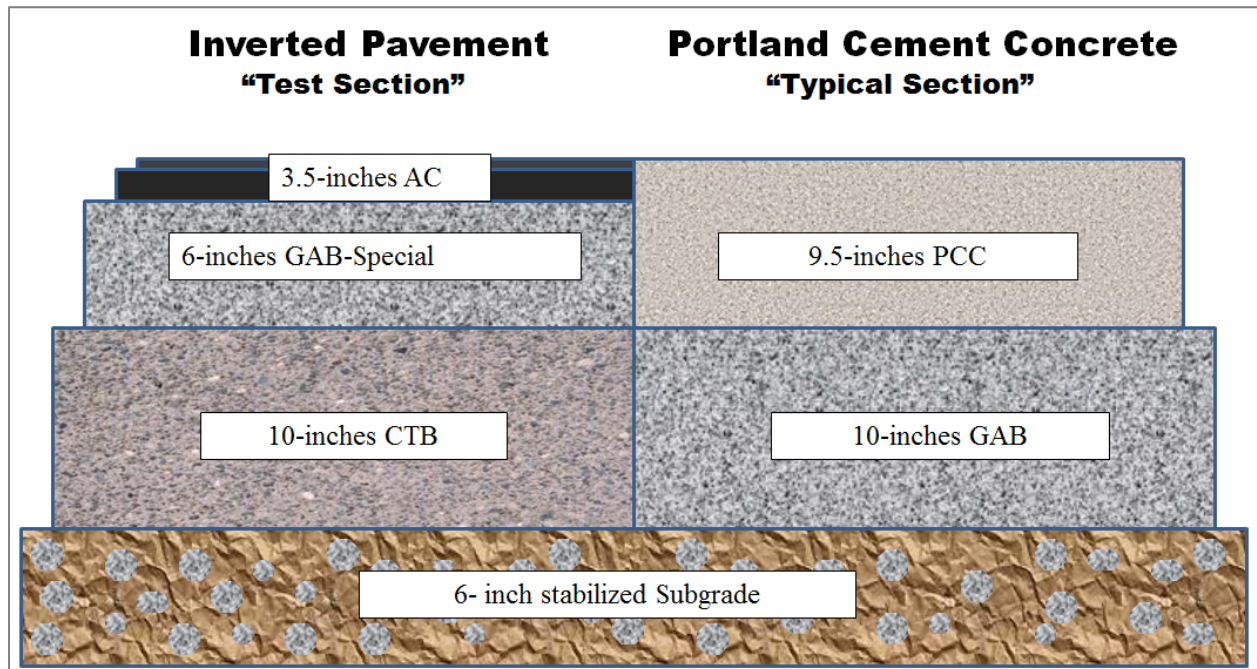 Inverted Pavement
“Test Section”
Portland Cement Concrete
“Typical Section”
3.5-inches AC
6-inches GAB-Special
9.5-inches PCC
10-inches CTB
10-inches GAB
6- inch stabilized Subgrade